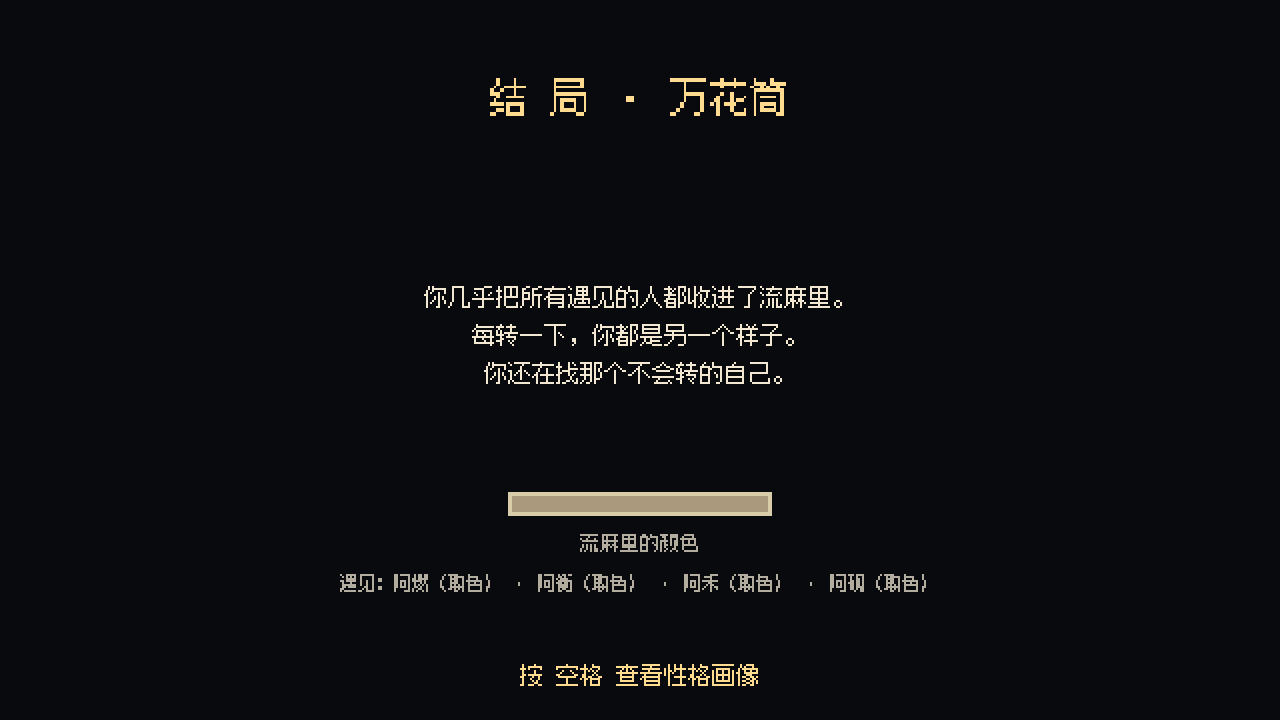 结 局 · 万花筒
你几乎把所有遇见的人都收进了流麻里。
每转一下，你都是另一个样子。
你还在找那个不会转的自己。
流麻里的颜色
遇见：阿燃（取色） · 阿衡（取色） · 阿禾（取色） · 阿砚（取色）
按 空格 查看性格画像